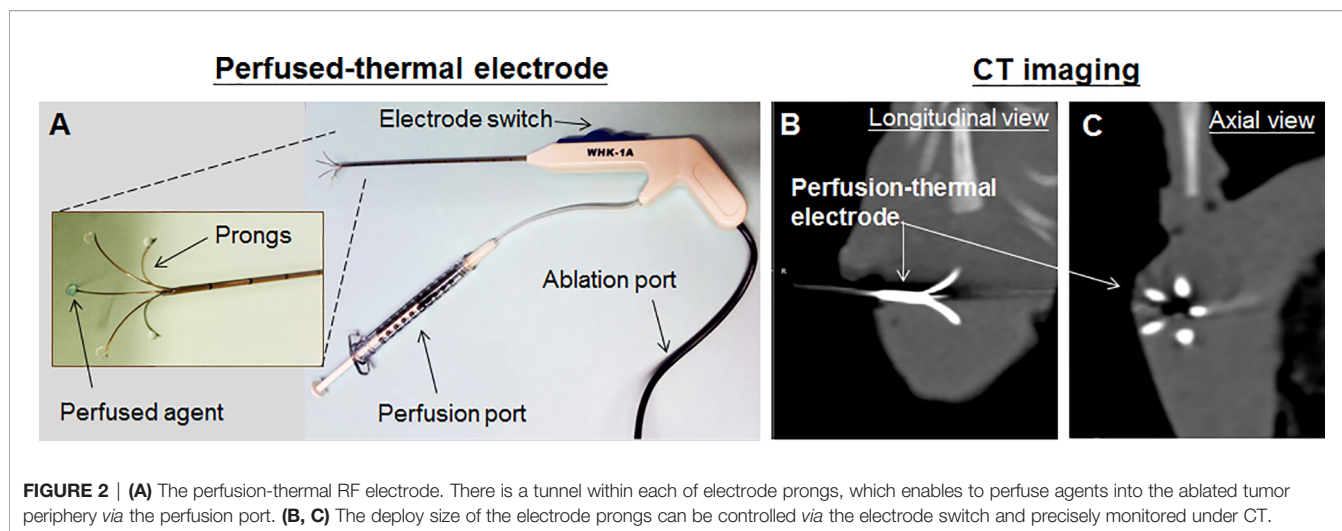 Perfused-thermal electrode
CT imaging
A
Electrode switch
WHK-1A
Prongs
Ablation port
Perfused agent
Perfusion port
B
Longitudinal view
C
Axial view
Perfusion-thermal
electrode
R
FIGURE 2 | (A) The perfusion-thermal RF electrode. There is a tunnel within each of electrode prongs, which enables to perfuse agents into the ablated tumor
periphery via the perfusion port. (B, C) The deploy size of the electrode prongs can be controlled via the electrode switch and precisely monitored under CT.